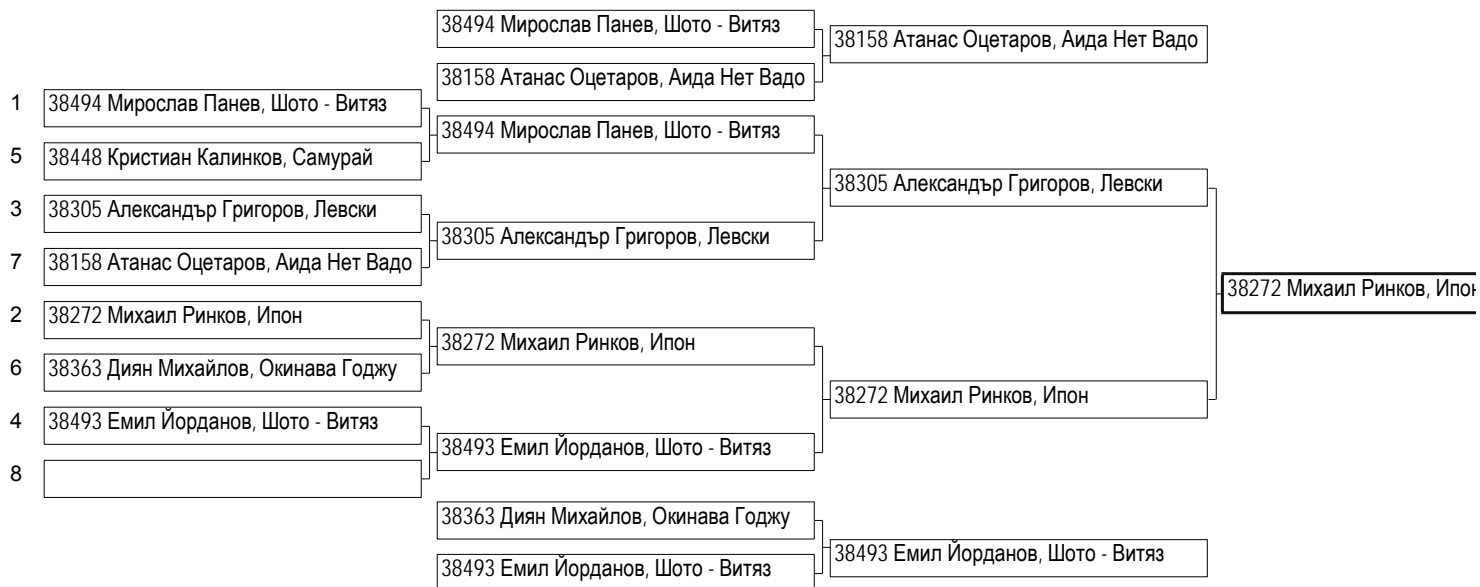 38494 Мирослав Панев, Шото - Витяз
38158 Атанас Оцетаров, Аида Нет Вадо
38158 Атанас Оцетаров, Аида Нет Вадо
1 38494 Мирослав Панев, Шото - Витяз
38494 Мирослав Панев, Шото - Витяз
5 38448 Кристиан Калинков, Самурай
38305 Александър Григоров, Левски
3 38305 Александър Григоров, Левски
38305 Александър Григоров, Левски
7 38158 Атанас Оцетаров, Аида Нет Вадо
38272 Михаил Ринков, Ипон
2 38272 Михаил Ринков, Ипон
38272 Михаил Ринков, Ипон
6 38363 Диян Михайлов, Окинава Годжу
38272 Михаил Ринков, Ипон
4 38493 Емил Йорданов, Шото - Витяз
38493 Емил Йорданов, Шото - Витяз
8
38363 Диян Михайлов, Окинава Годжу
38493 Емил Йорданов, Шото - Витяз
38493 Емил Йорданов, Шото - Витяз